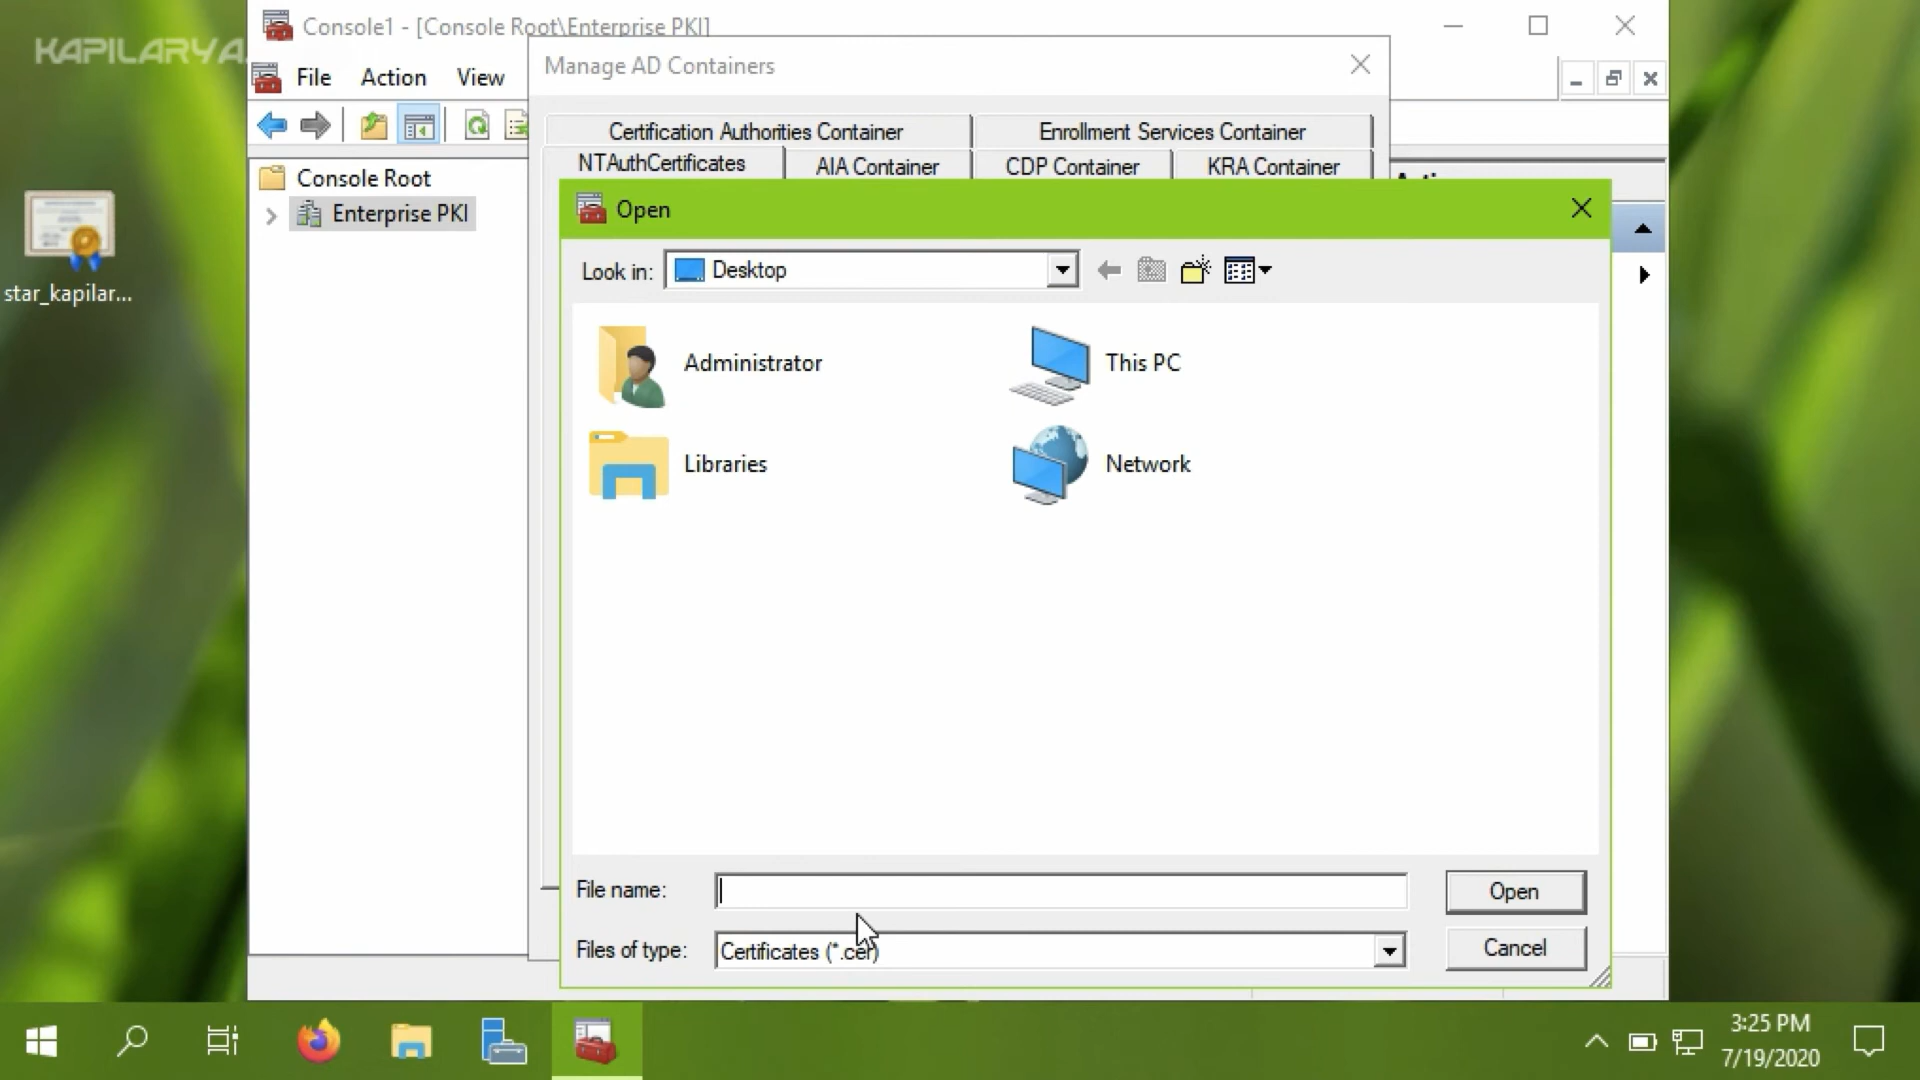 KAPILARYA.
Console1 - [Console Root\Enterprise PKI]
File Action View
Manage AD Containers
Certification Authorities Container
Enrollment Services Container
NTAuthCertificates
AIA Container
CDP Container
KRA Container
Console Root
Enterprise PKI
star_kapilar...
Open
Look in:
Desktop
Administrator
This PC
Libraries
Network
File name:
Open
Files of type:
Certificates (*.cer)
Cancel
3:25 PM
7/19/2020